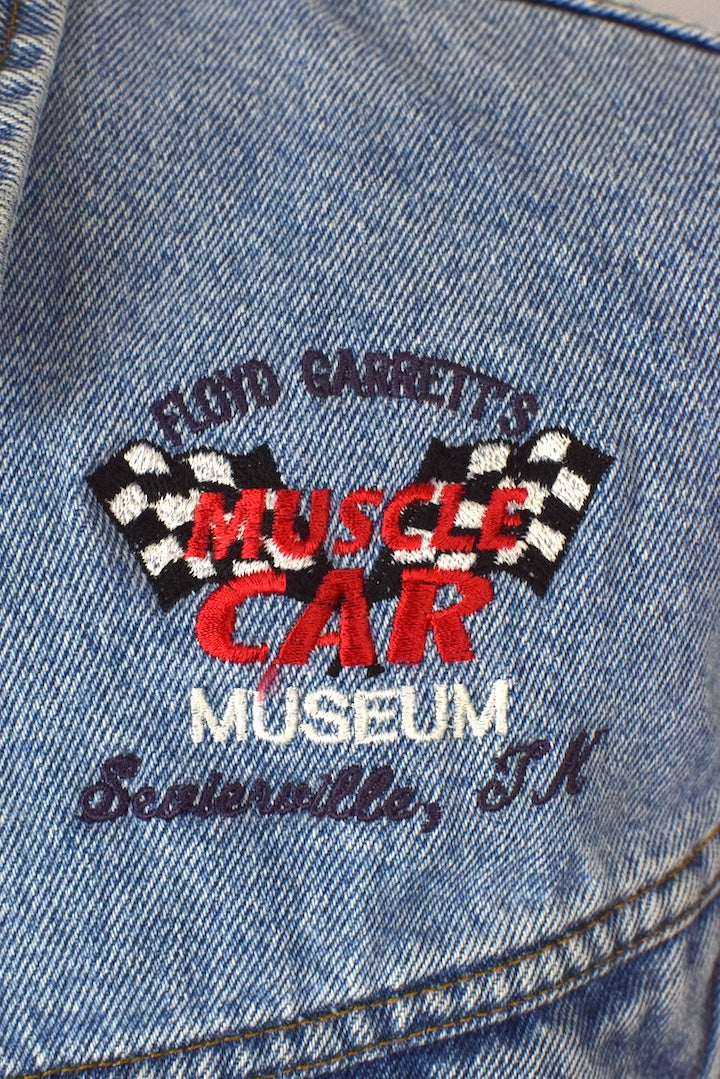 FLOYD GARRETT'S
MUSCLE
CAR
MUSEUM
Sevierville, TN